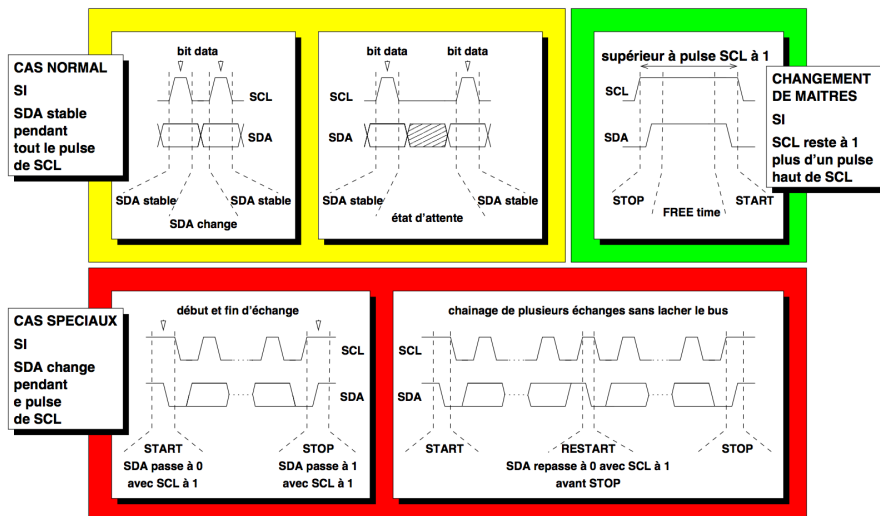 CAS NORMAL
SI
SDA stable
pendant
tout le pulse
de SCL
bit data
SCL
SDA
SDA stable
SDA stable
SDA change
bit data
bit data
SCL
SDA
SDA stable
SDA stable
état d'attente
supérieur à pulse SCL à 1
SCL
SDA
STOP
START
FREE time
CHANGEMENT
DE MAITRES
SI
SCL reste à 1
plus d'un pulse
haut de SCL
CAS SPECIAUX
SI
SDA change
pendant
e pulse
de SCL
début et fin d'échange
SCL
SDA
START
STOP
SDA passe à 0
SDA passe à 1
avec SCL à 1
avec SCL à 1
chainage de plusieurs échanges sans lacher le bus
SCL
SDA
START
RESTART
STOP
SDA repasse à 0 avec SCL à 1
avant STOP